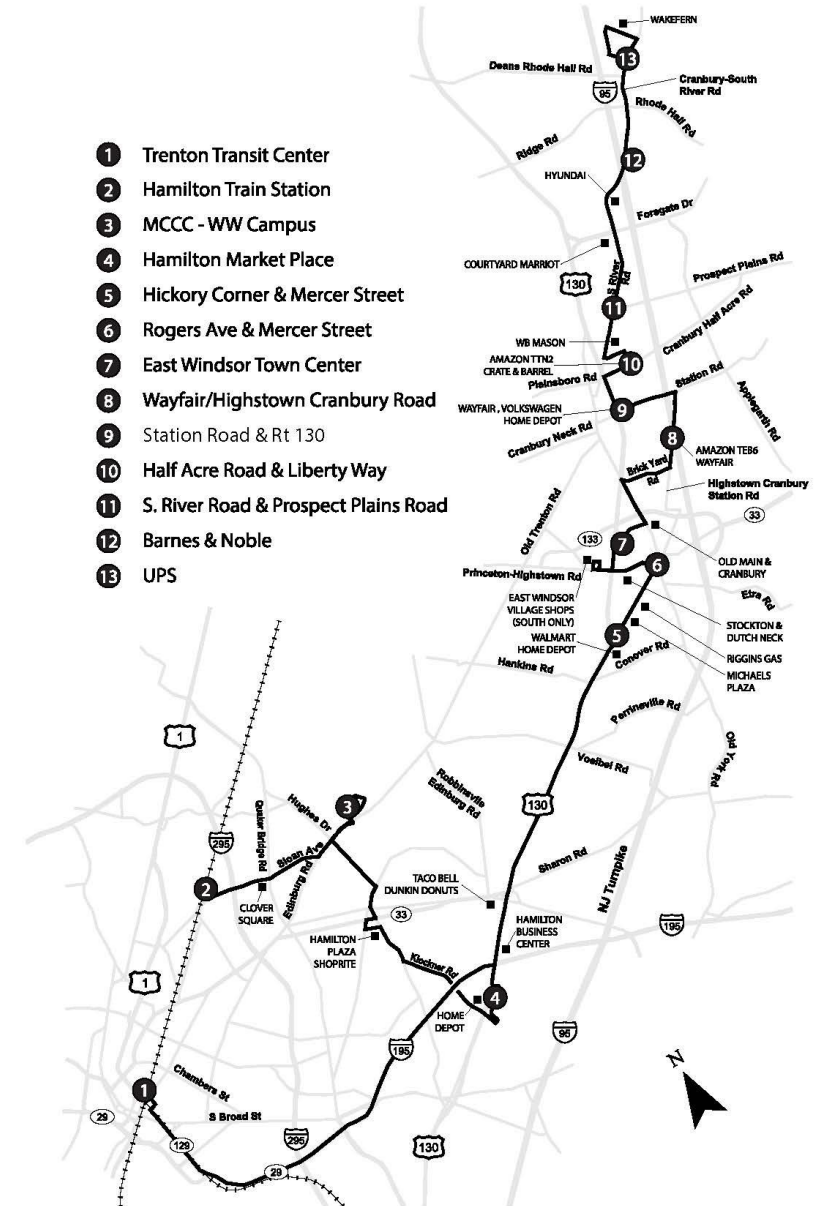 WAKEFERN
13
Deans Rhode Hall Rd
Cranbury-South
River Rd
95
Rhode Hall Rd
Ridge Rd
12
HYUNDAI
Forsgate Dr
COURTYARD MARRIOT
130
S River
Rd
Prospect Plains Rd
11
Cranbury Half Acre Rd
WB MASON
AMAZON TTN2
CRATE & BARREL
10
Plainsboro Rd
Station Rd
Applegarth Rd
WAYFAIR, VOLKSWAGEN
HOME DEPOT
9
Cranbury Neck Rd
8
AMAZON TEB6
WAYFAIR
Brick Yard
Rd
Highstown Cranbury
Station Rd
Old Trenton Rd
33
133
7
OLD MAIN &
CRANBURY
6
Princeton-Highstown Rd
EAST WINDSOR
VILLAGE SHOPS
(SOUTH ONLY)
Etra Rd
STOCKTON &
DUTCH NECK
5
WALMART
HOME DEPOT
RIGGINS GAS
Conover Rd
Hankins Rd
MICHAELS
PLAZA
Perrineville Rd
Old York Rd
Voelbel Rd
1 Trenton Transit Center
2 Hamilton Train Station
3 MCCC - WW Campus
4 Hamilton Market Place
5 Hickory Corner & Mercer Street
6 Rogers Ave & Mercer Street
7 East Windsor Town Center
8 Wayfair/Highstown Cranbury Road
9 Station Road & Rt 130
10 Half Acre Road & Liberty Way
11 S. River Road & Prospect Plains Road
12 Barnes & Noble
13 UPS
1
Robbinsvile
Edinburg Rd
130
Hughes Dr
3
Quaker Bridge Rd
295
Sloan Ave
Edinburg Rd
Sharon Rd
NJ Turnpike
2
CLOVER
SQUARE
TACO BELL
DUNKIN DONUTS
33
HAMILTON
BUSINESS
CENTER
195
HAMILTON
PLAZA
SHOPRITE
Klockner Rd
1
4
HOME
DEPOT
95
195
N
1
Chambers St
29
S Broad St
129
295
130
29